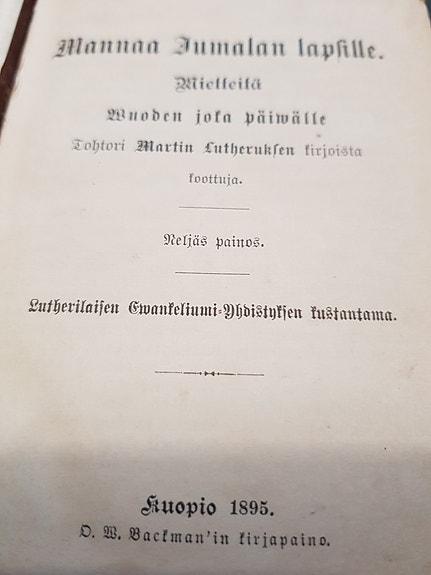 Mannaa Jumalan lapsille.
Mietteitä
Wuoden joka päiwälle
Tohtori Martin Lutheruksen kirjoista
koottuja.
Neljäs painos.
Lutherilaisen Ewankeliumi-Yhdistyksen kustantama.
Kuopio 1895.
O. W. Backman'in kirjapaino.